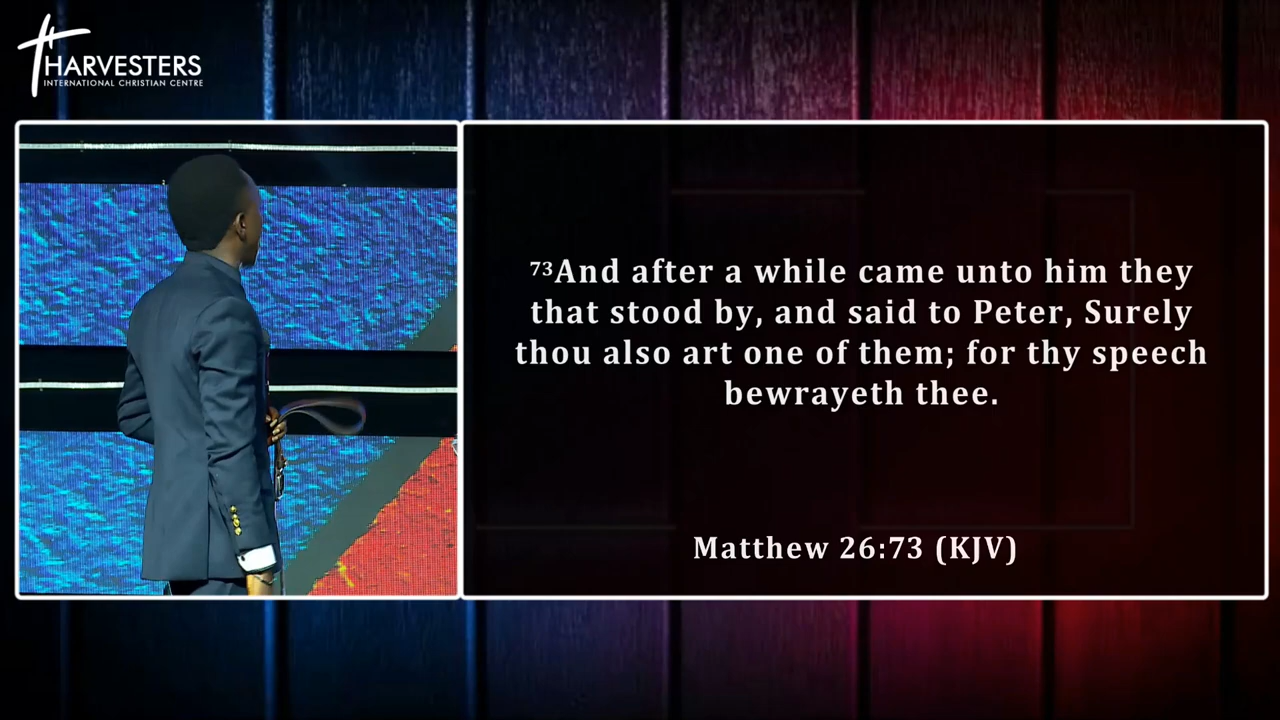 HARVESTERS
INTERNATIONAL CHRISTIAN CENTRE
73And after a while came unto him they
that stood by, and said to Peter, Surely
thou also art one of them; for thy speech
bewrayeth thee.
Matthew 26:73 (KJV)